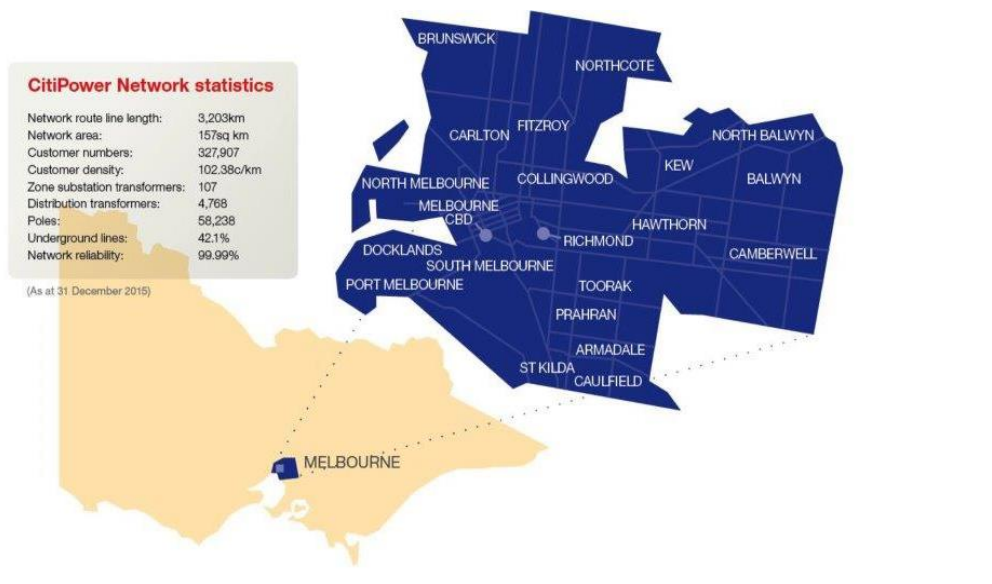 CitiPower Network statistics
Network route line length: 3,203km
Network area: 157sq km
Customer numbers: 327,907
Customer density: 102.38c/km
Zone substation transformers: 107
Distribution transformers: 4,768
Poles: 58,238
Underground lines: 42.1%
Network reliability: 99.99%
(As at 31 December 2015)
BRUNSWICK
NORTHCOTE
CARLTON
FITZROY
NORTH BALWYN
KEW
BALWYN
NORTH MELBOURNE
COLLINGWOOD
MELBOURNE
CBD
HAWTHORN
RICHMOND
DOCKLANDS
CAMBERWELL
SOUTH MELBOURNE
PORT MELBOURNE
TOORAK
PRAHRAN
ARMADALE
ST KILDA
CAULFIELD
MELBOURNE